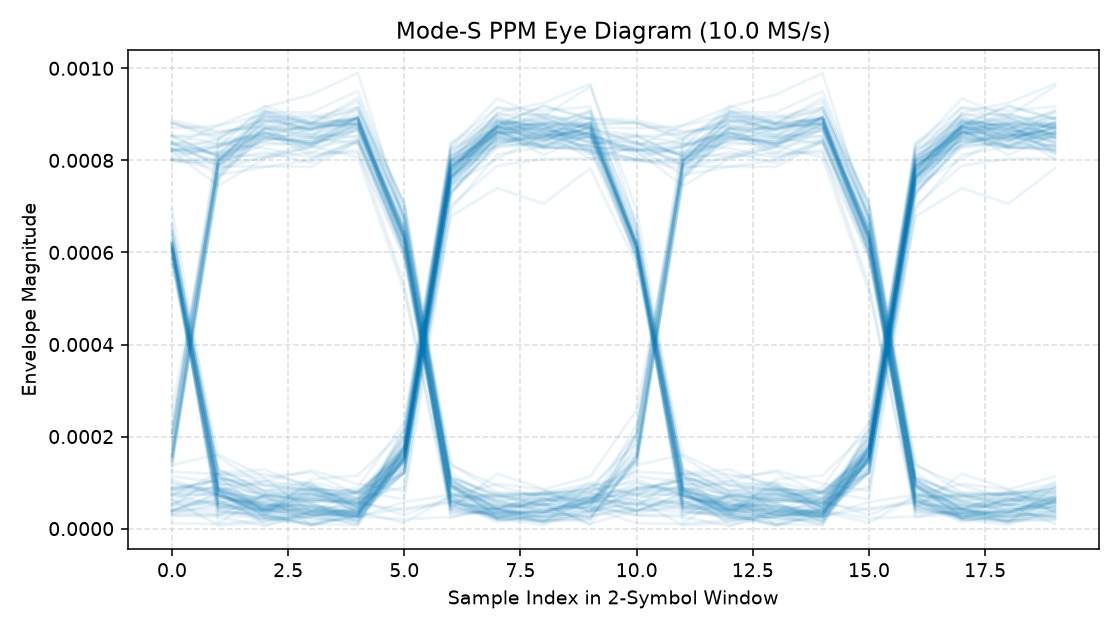 Mode-S PPM Eye Diagram (10.0 MS/s)
Envelope Magnitude
0.0010
0.0008
0.0006
0.0004
0.0002
0.0000
0.0 2.5 5.0 7.5 10.0 12.5 15.0 17.5
Sample Index in 2-Symbol Window